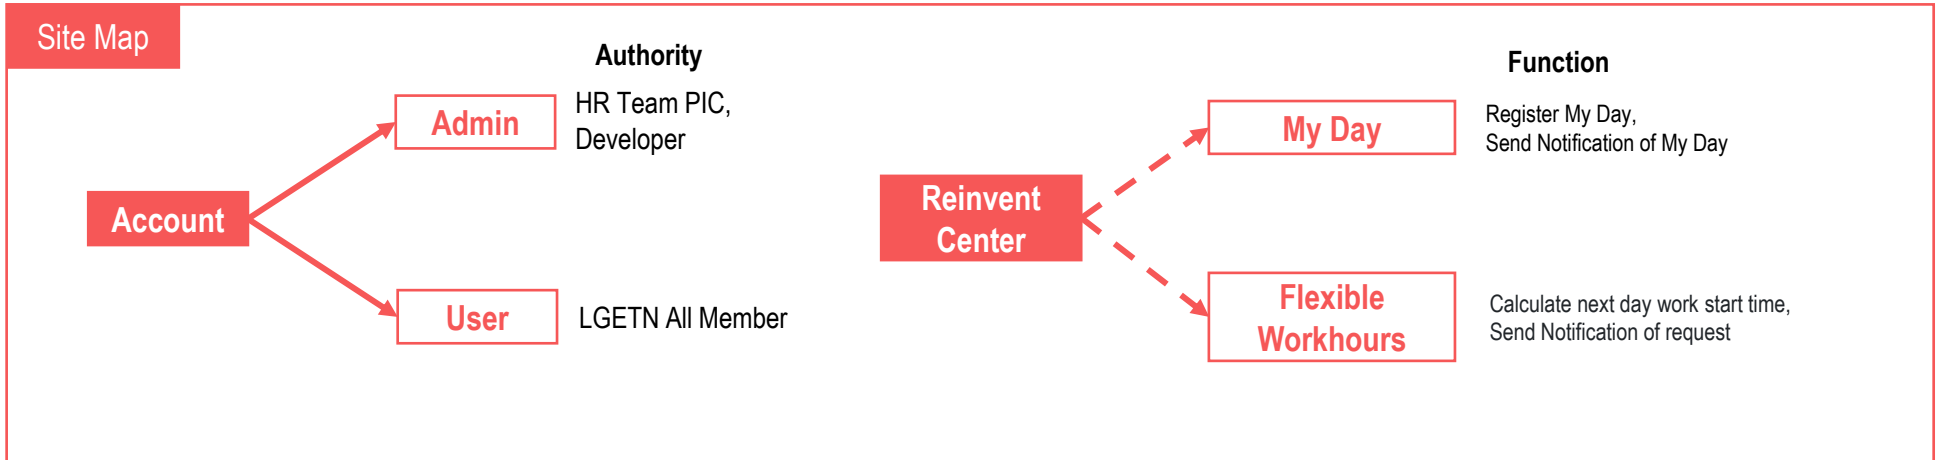 Site Map
Authority
Admin
HR Team PIC,
Developer
Account
User
LGETN All Member
Function
My Day
Register My Day,
Send Notification of My Day
Reinvent
Center
Flexible
Workhours
Calculate next day work start time,
Send Notification of request